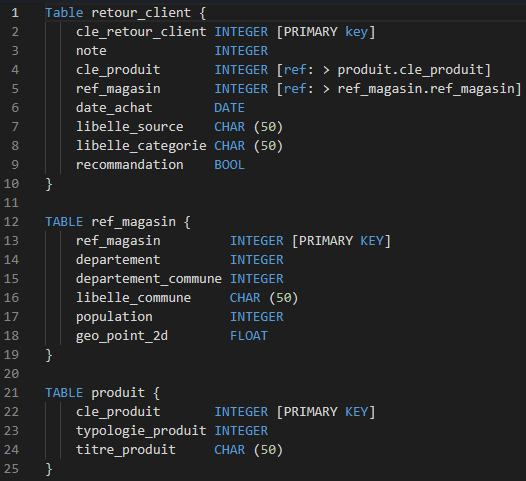 1 Table retour_client {
2 cle_retour_client INTEGER [PRIMARY key]
3 note INTEGER
4 cle_produit INTEGER [ref: > produit.cle_produit]
5 ref_magasin INTEGER [ref: > ref_magasin.ref_magasin]
6 date_achat DATE
7 libelle_source CHAR (50)
8 libelle_categorie CHAR (50)
9 recommandation BOOL
10 }
11
12 TABLE ref_magasin {
13 ref_magasin INTEGER [PRIMARY KEY]
14 departement INTEGER
15 departement_commune INTEGER
16 libelle_commune CHAR (50)
17 population INTEGER
18 geo_point_2d FLOAT
19 }
20
21 TABLE produit {
22 cle_produit INTEGER [PRIMARY KEY]
23 typologie_produit INTEGER
24 titre_produit CHAR (50)
25 }